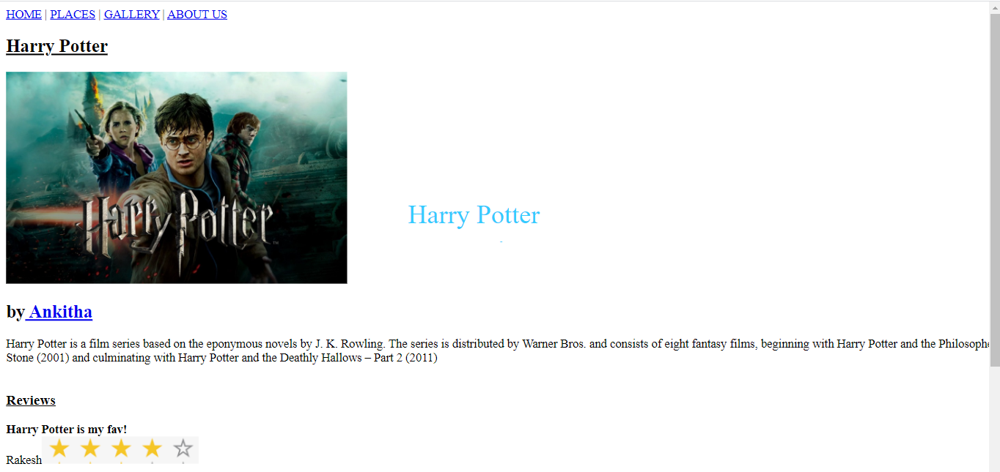 HOME | PLACES | GALLERY | ABOUT US
Harry Potter
Harry Potter™
Harry Potter
by Ankitha
Harry Potter is a film series based on the eponymous novels by J. K. Rowling. The series is distributed by Warner Bros. and consists of eight fantasy films, beginning with Harry Potter and the Philosophe
Stone (2001) and culminating with Harry Potter and the Deathly Hallows – Part 2 (2011)
Reviews
Harry Potter is my fav!
Rakesh